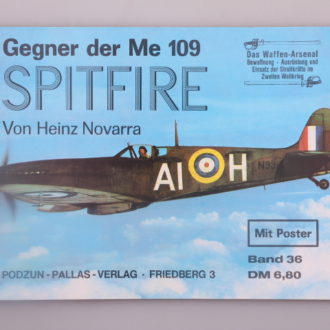 Gegner der Me 109
SPITFIRE
Von Heinz Novarra
Das Waffen-Arsenal
Bewaffnung · Ausrüstung und
Einsatz der Streitkräfte im
Zweiten Weltkrieg
AI H
Mit Poster
Band 36
DM 6,80
PODZUN-PALLAS-VERLAG · FRIEDBERG 3